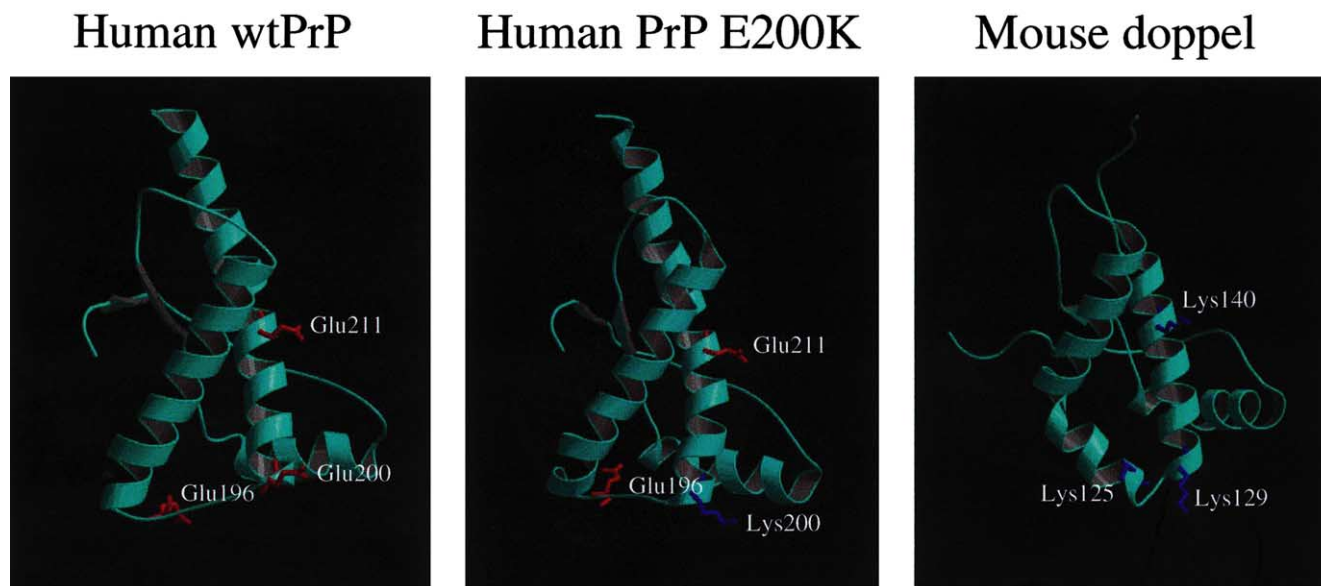 Human wtPrP
Human PrP E200K
Mouse doppel
Glu211
Glu200
Glu196
Glu211
Glu196
Lys200
Lys140
Lys125
Lys129